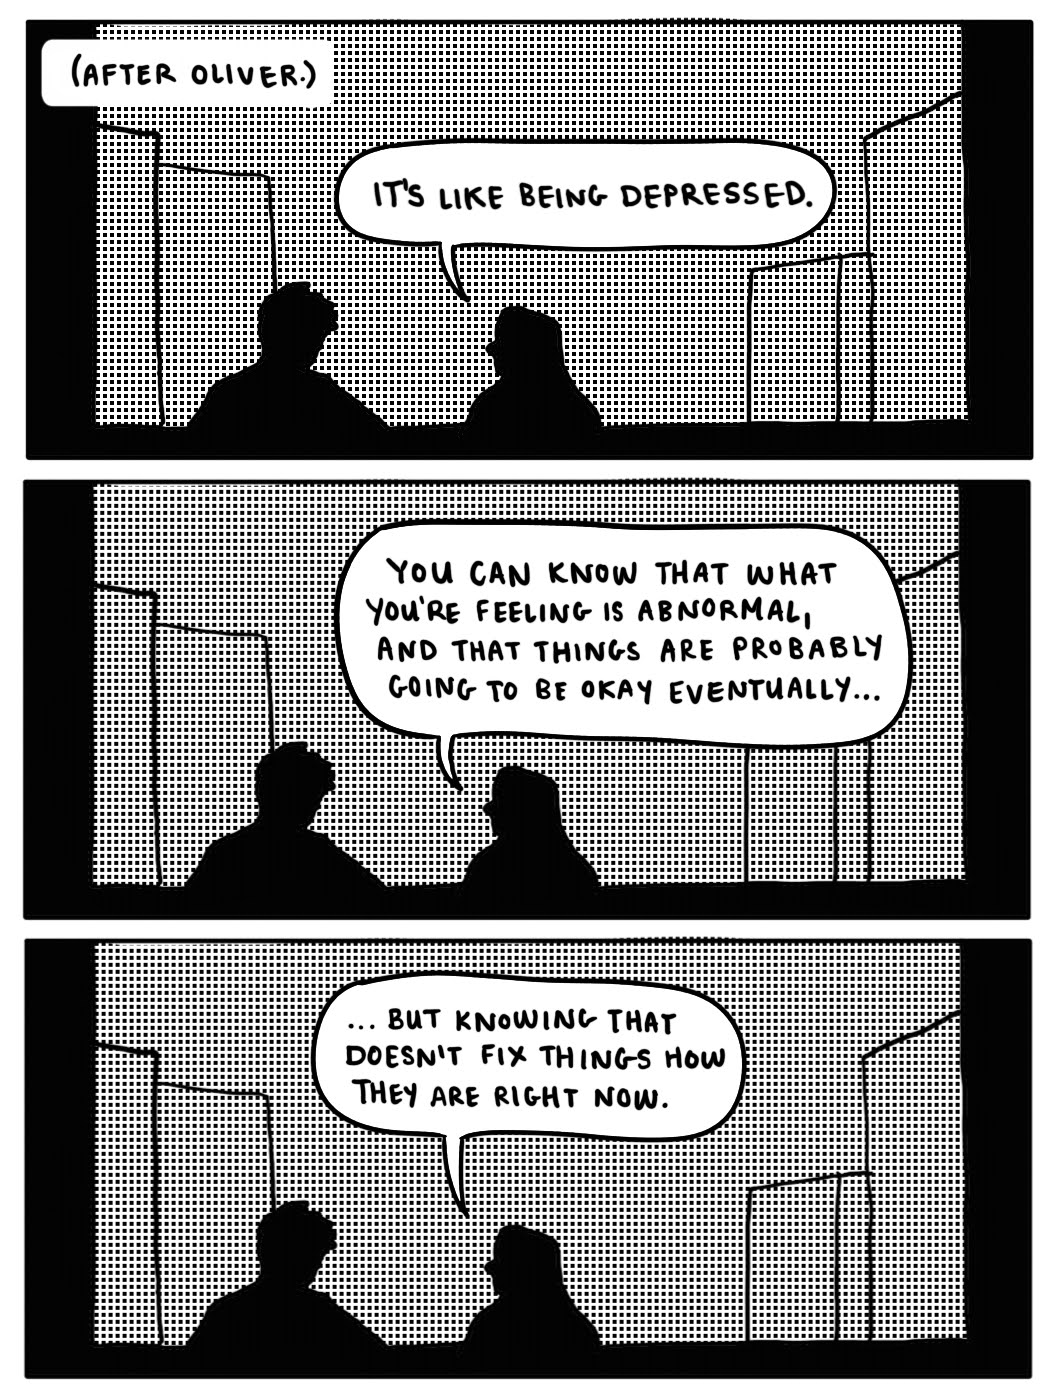 (AFTER OLIVER.)
IT'S LIKE BEING DEPRESSED.
YOU CAN KNOW THAT WHAT
YOU'RE FEELING IS ABNORMAL,
AND THAT THINGS ARE PROBABLY
GOING TO BE OKAY EVENTUALLY...
... BUT KNOWING THAT
DOESN'T FIX THINGS HOW
THEY ARE RIGHT NOW.